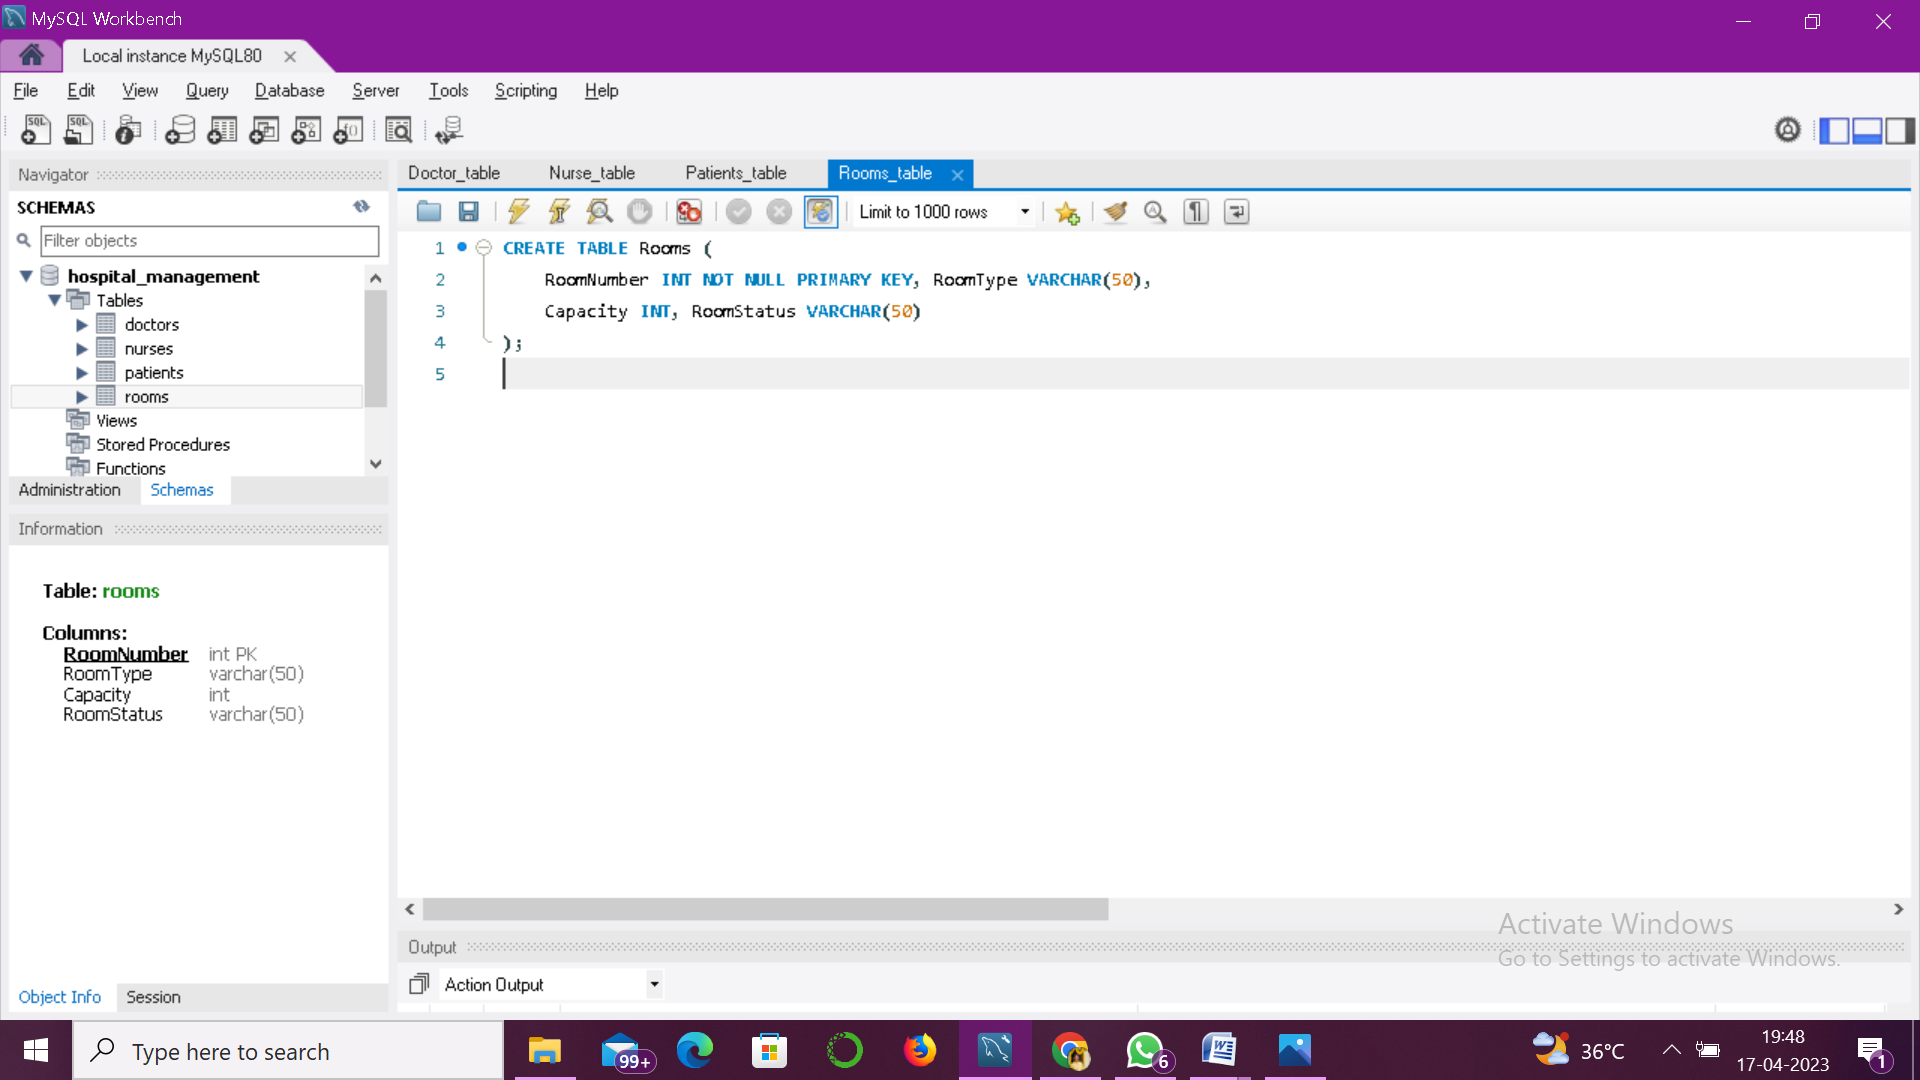 MySQL Workbench
Local instance MySQL80
File Edit View Query Database Server Tools Scripting Help
Navigator
SCHEMAS
Filter objects
hospital_management
Tables
doctors
nurses
patients
rooms
Views
Stored Procedures
Functions
Administration Schemas
Information
Table: rooms
Columns:
RoomNumber int PK
RoomType varchar(50)
Capacity int
RoomStatus varchar(50)
Object Info Session
Doctor_table Nurse_table Patients_table Rooms_table
Limit to 1000 rows
1 CREATE TABLE Rooms (
2 RoomNumber INT NOT NULL PRIMARY KEY, RoomType VARCHAR(50),
3 Capacity INT, RoomStatus VARCHAR(50)
4 );
5
Output
Action Output
Activate Windows
Go to Settings to activate Windows.
Type here to search
99+
6
36°C
19:48
17-04-2023
1